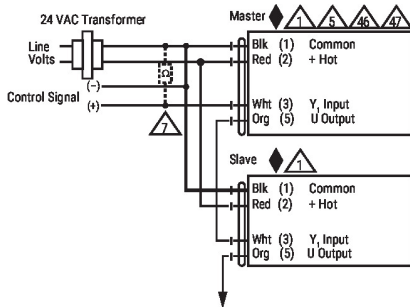 24 VAC Transformer
Master 1 5 46 47
Line Volts
Blk (1) Common
Red (2) + Hot
Ω
(–)
Control Signal
(+)
Wht (3) Y₁ Input
Org (5) U Output
7
Slave 1
Blk (1) Common
Red (2) + Hot
Wht (3) Y₁ Input
Org (5) U Output